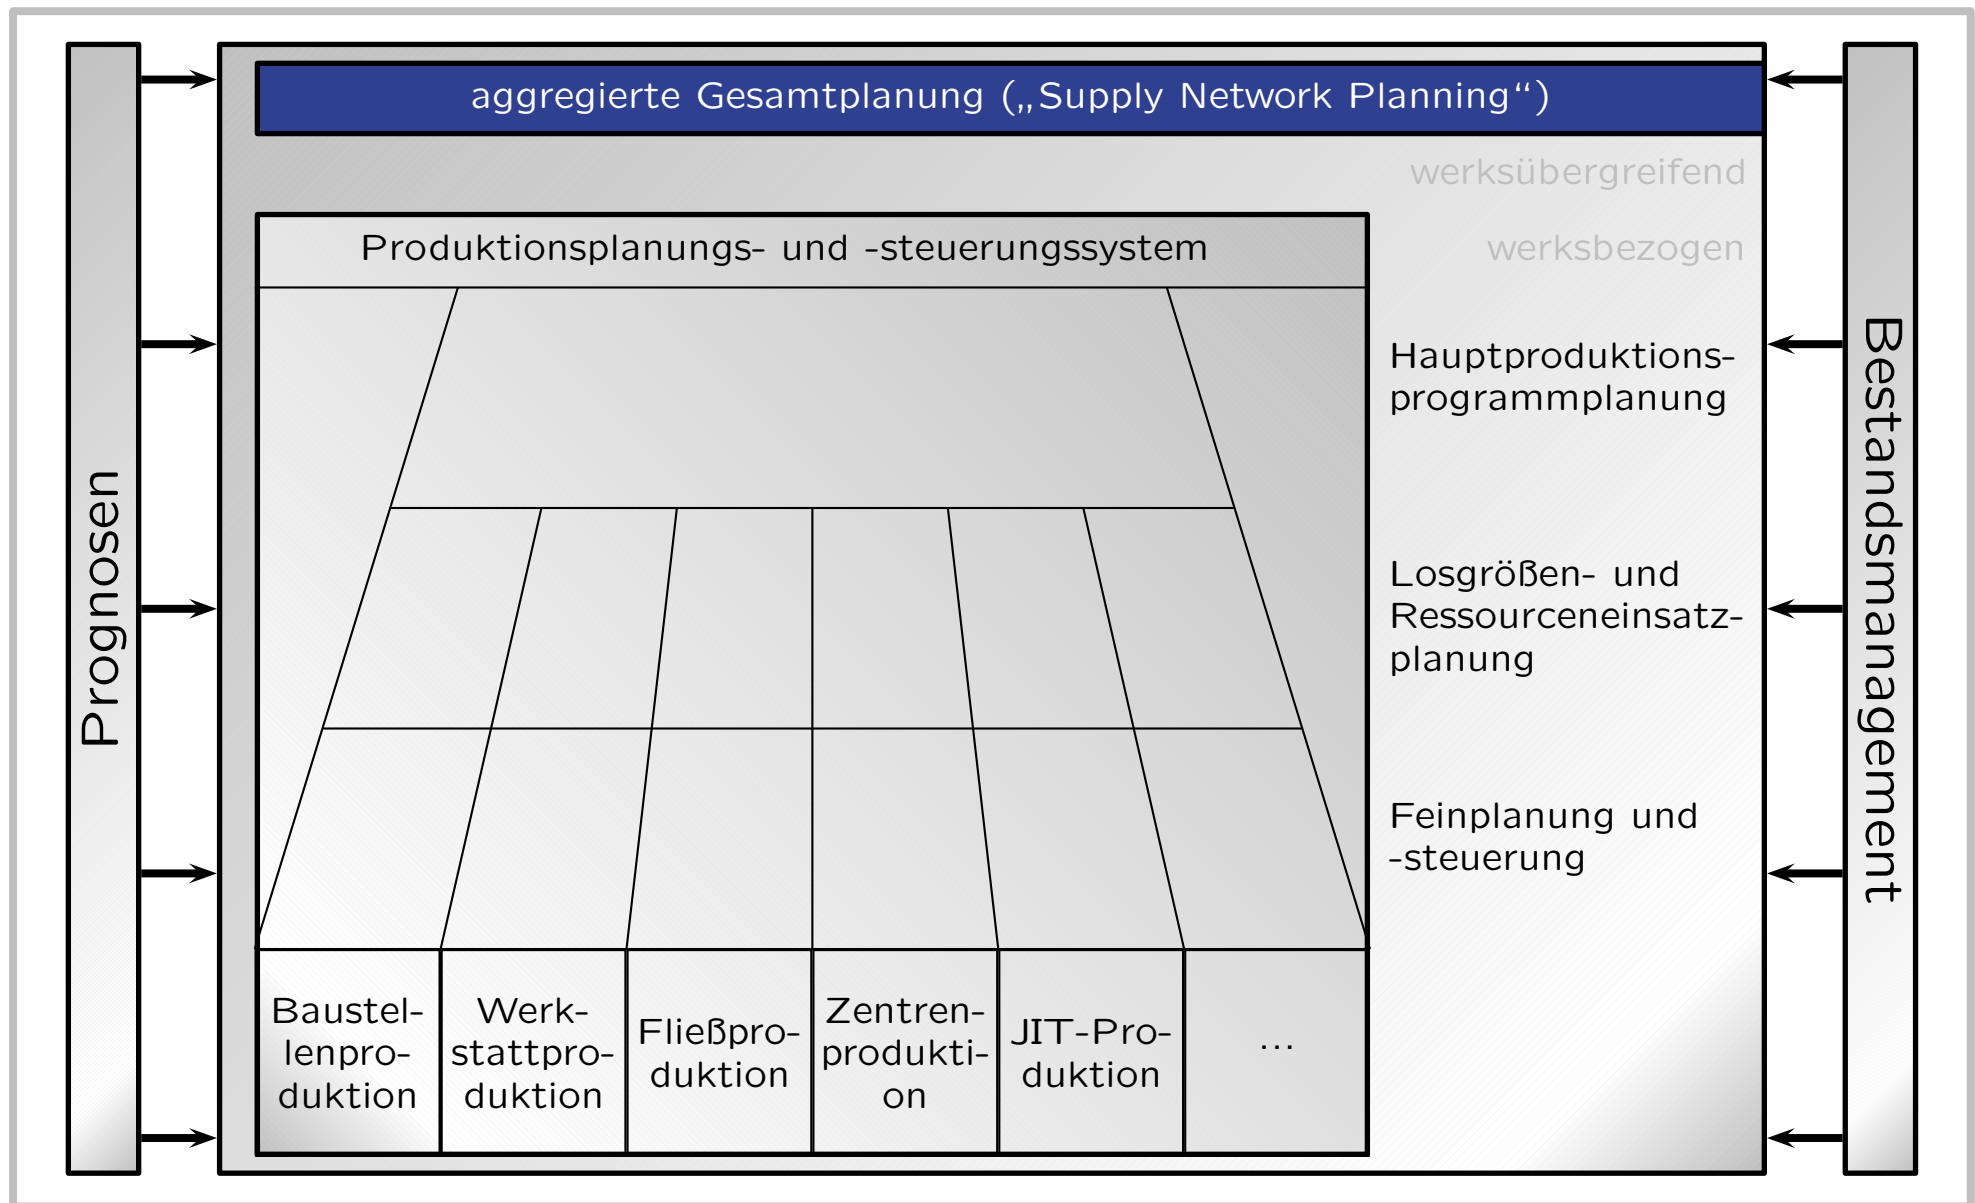 Prognosen
aggregierte Gesamtplanung („Supply Network Planning“)
werksübergreifend
Produktionsplanungs- und -steuerungssystem
werksbezogen
Hauptproduktions-
programmplanung
Losgrößen- und
Ressourceneinsatz-
planung
Feinplanung und
-steuerung
Baustel-
lenpro-
duktion
Werk-
stattpro-
duktion
Fließpro-
duktion
Zentren-
produkti-
on
JIT-Pro-
duktion
...
Bestandsmanagement